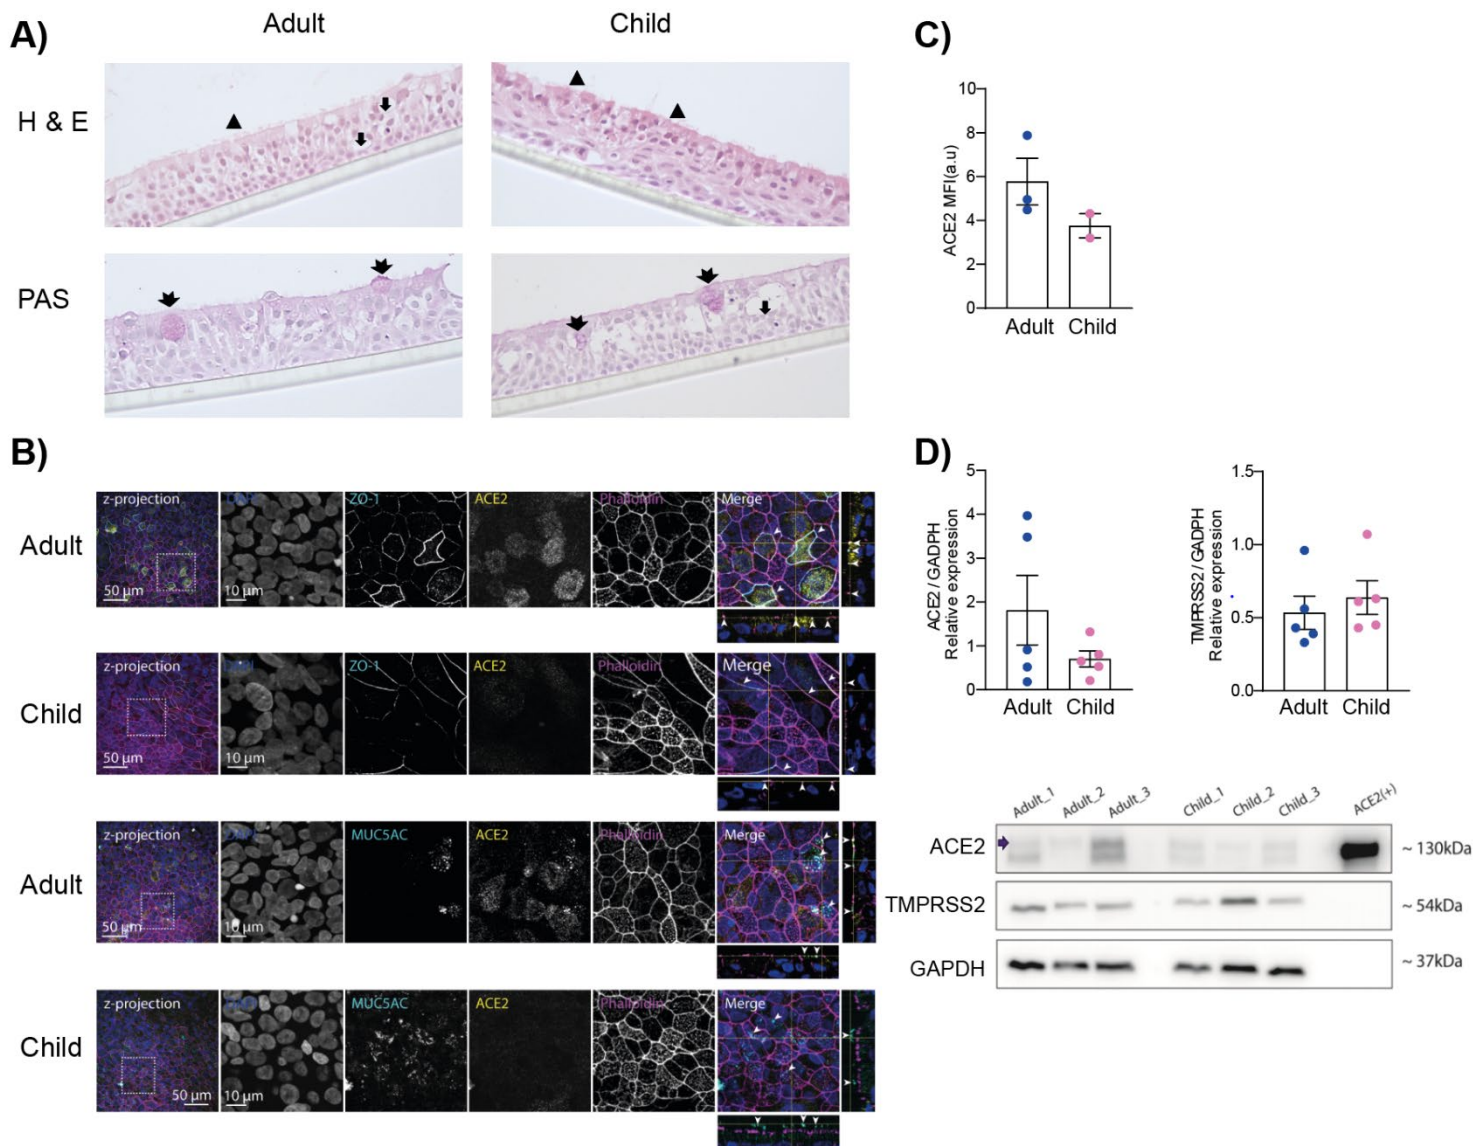 A)
Adult Child
H & E
PAS
B)
Adult
z-projection DAPI ZO-1 ACE2 Phalloidin Merge
50 µm 10 µm
Child
z-projection DAPI ZO-1 ACE2 Phalloidin Merge
50 µm 10 µm
Adult
z-projection DAPI MUC5AC ACE2 Phalloidin Merge
50 µm 10 µm
Child
z-projection DAPI MUC5AC ACE2 Phalloidin Merge
50 µm 10 µm
C)
ACE2 MFI(a.u)
10
8
6
4
2
0
Adult Child
D)
ACE2 / GADPH
Relative expression
5
4
3
2
1
0
Adult Child
TMPRSS2 / GADPH
Relative expression
1.5
1.0
0.5
0.0
Adult Child
Adult_1 Adult_2 Adult_3 Child_1 Child_2 Child_3 ACE2(+)
ACE2 ~ 130kDa
TMPRSS2 ~ 54kDa
GAPDH ~ 37kDa